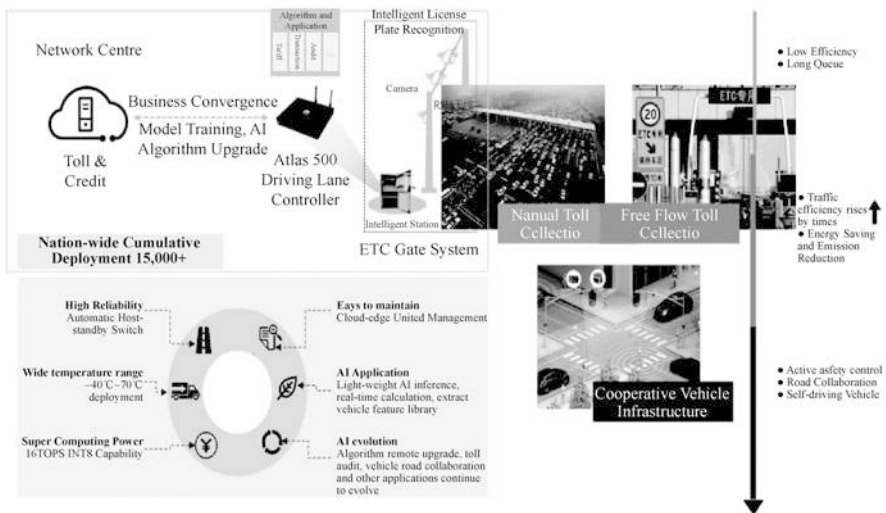 Network Centre
Algorithm and
Application
Tariff
Transaction
Audit
...
Intelligent License
Plate Recognition
Camera
Business Convergence
Model Training, AI
Algorithm Upgrade
Toll &
Credit
Atlas 500
Driving Lane
Controller
Intelligent Station
Nation-wide Cumulative
Deployment 15,000+
ETC Gate System
Nanual Toll
Ccllectio
20
Free Flow Toll
Ccllectio
● Low Efficiency
● Long Queue
● Traffic
efficiency rises
by times
● Energy Saving
and Emission
Reduction
High Reliability
Automatic Host-
standby Switch
Eays to maintain
Cloud-edge United Management
Wide temperature range
-40℃~70℃
deployment
AI Application
Light-weight AI inference,
real-time calculation, extract
vehicle feature library
Super Computing Power
16TOPS INT8 Capability
¥
AI evolution
Algorithm remote upgrade, toll
audit, vehicle road collaboration
and other applications continue
to evolve
Cooperative Vehicle
Infrastructure
● Active asfety control
● Road Collaboration
● Self-driving Vehicle